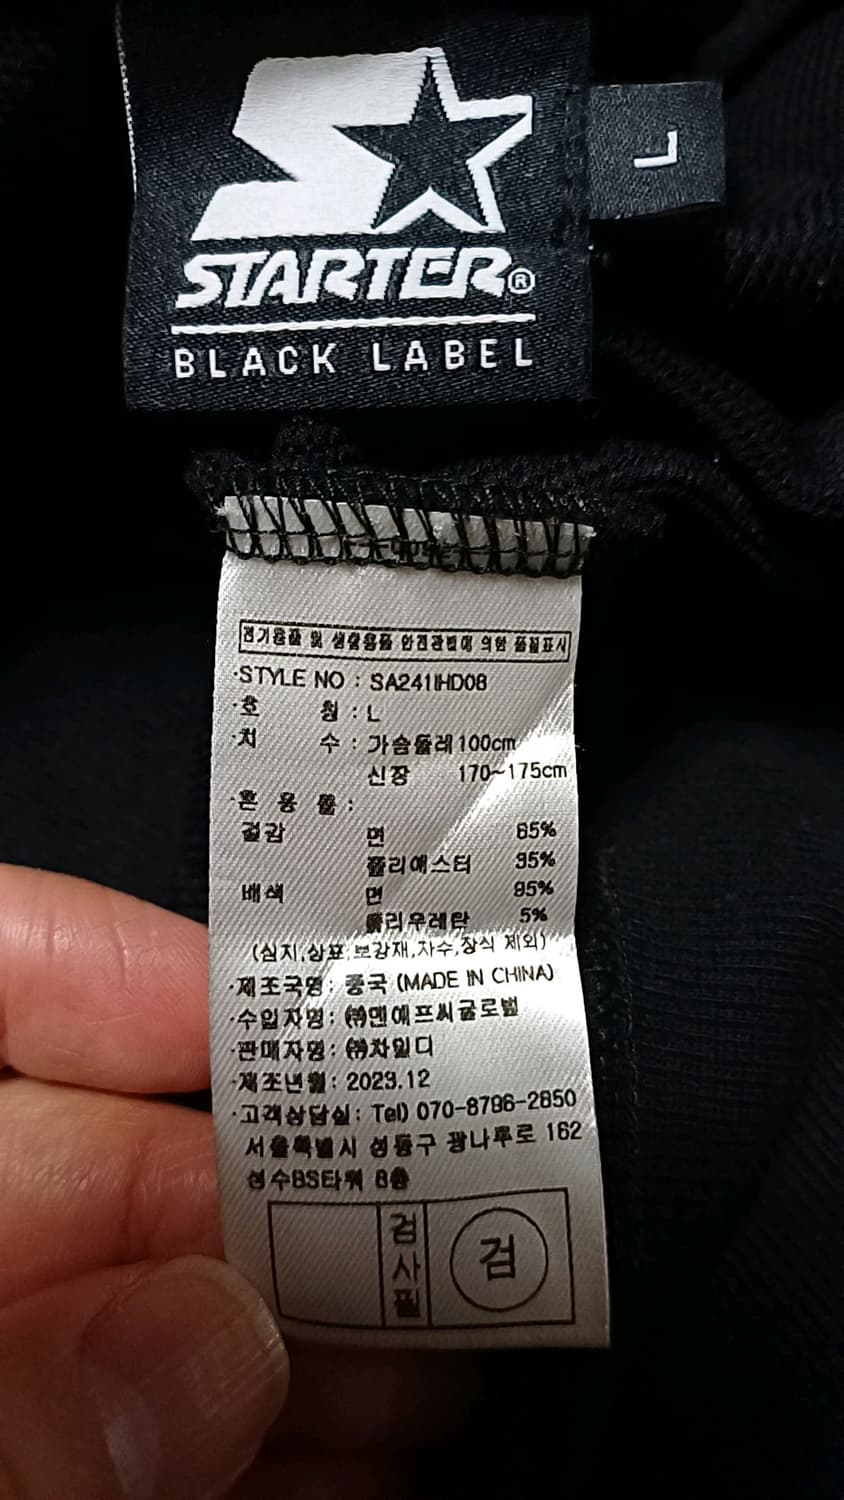 STARTER®
BLACK LABEL
L
전기용품 및 생활용품 안전관법에 의한 품질표시
·STYLE NO : SA241IHD08
·호 칭 : L
·치 수 : 가슴둘레 100cm
신장 170~175cm
·혼 용 률 :
겉감 면 65%
폴리에스터 35%
배색 면 95%
폴리우레탄 5%
(심지,상표,보강재,자수,장식 제외)
·제조국명: 중국 (MADE IN CHINA)
·수입자명: ㈜엔에프씨글로벌
·판매자명: ㈜차일디
·제조년월: 2023.12
·고객상담실: Tel) 070-8796-2850
서울특별시 성동구 광나루로 162
성수BS타워 8층
검사필
검